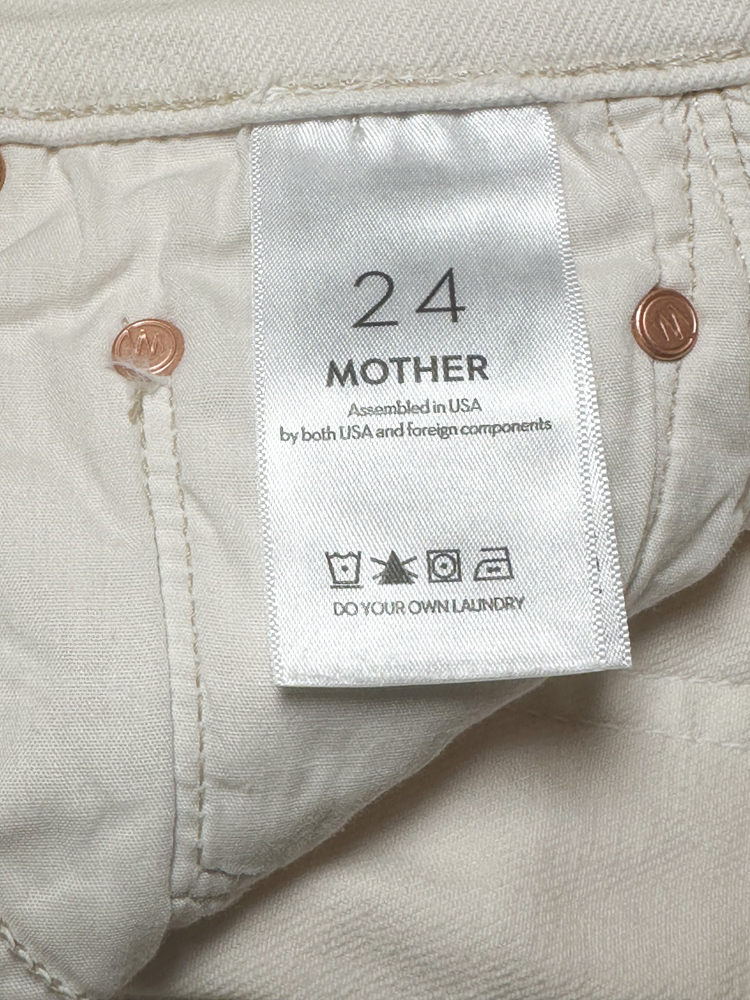 24
MOTHER
Assembled in USA
by both USA and foreign components
DO YOUR OWN LAUNDRY
M
M